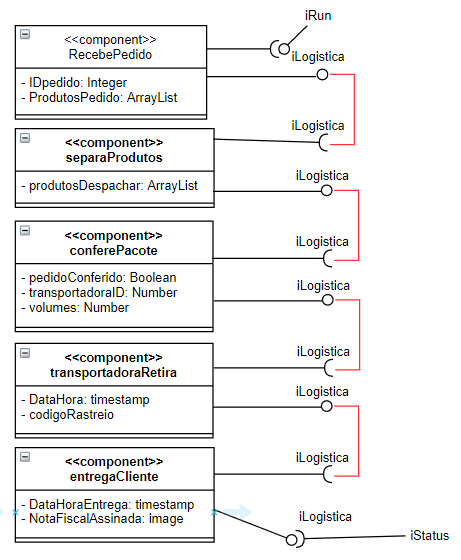 iRun
<<component>>
RecebePedido
iLogistica
- IDpedido: Integer
- ProdutosPedido: ArrayList
iLogistica
<<component>>
separaProdutos
iLogistica
- produtosDespachar: ArrayList
<<component>>
conferePacote
iLogistica
- pedidoConferido: Boolean
- transportadoraID: Number
- volumes: Number
iLogistica
<<component>>
transportadoraRetira
iLogistica
- DataHora: timestamp
- codigoRastreio
iLogistica
<<component>>
entregaCliente
iLogistica
- DataHoraEntrega: timestamp
- NotaFiscalAssinada: image
iLogistica
iStatus